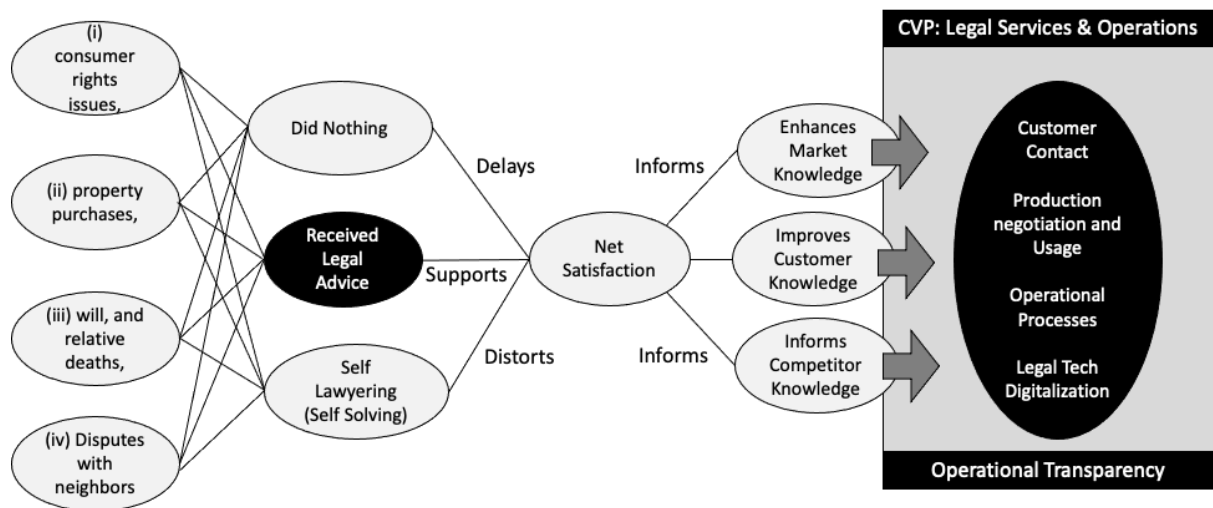 (i)
consumer
rights
issues,
(ii) property
purchases,
(iii) will, and
relative
deaths,
(iv) Disputes
with
neighbors
Did Nothing
Received
Legal
Advice
Self
Lawyering
(Self Solving)
Delays
Supports
Distorts
Net
Satisfaction
Informs
Informs
Enhances
Market
Knowledge
Improves
Customer
Knowledge
Informs
Competitor
Knowledge
CVP: Legal Services & Operations
Customer
Contact
Production
negotiation and
Usage
Operational
Processes
Legal Tech
Digitalization
Operational Transparency